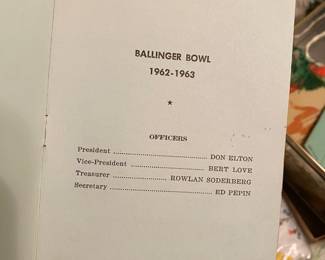 BALLINGER BOWL
1962-1963
*
OFFICERS
President ................................ DON ELTON
Vice-President ........................ BERT LOVE
Treasurer ............... ROWLAN SODERBERG
Secretary .................................. ED PEPIN